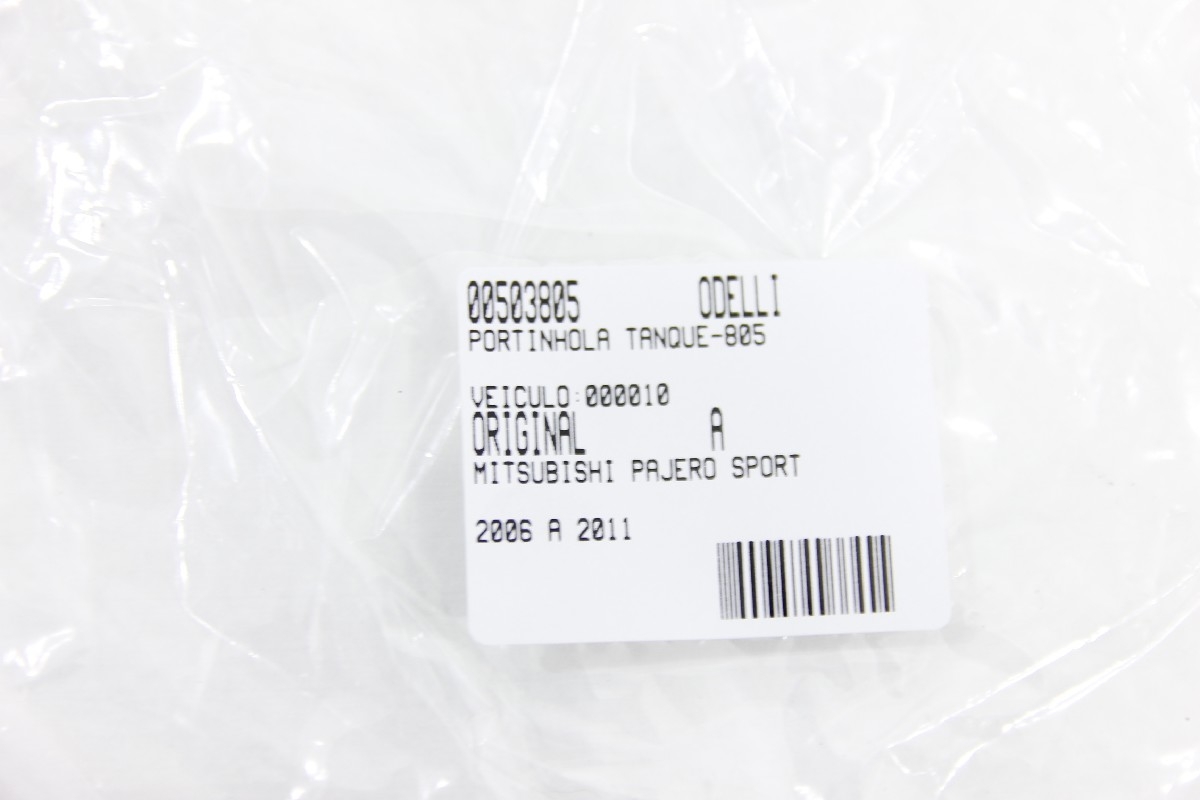 00503805 ODELLI
PORTINHOLA TANQUE-805
VEICULO:000010
ORIGINAL A
MITSUBISHI PAJERO SPORT
2006 A 2011